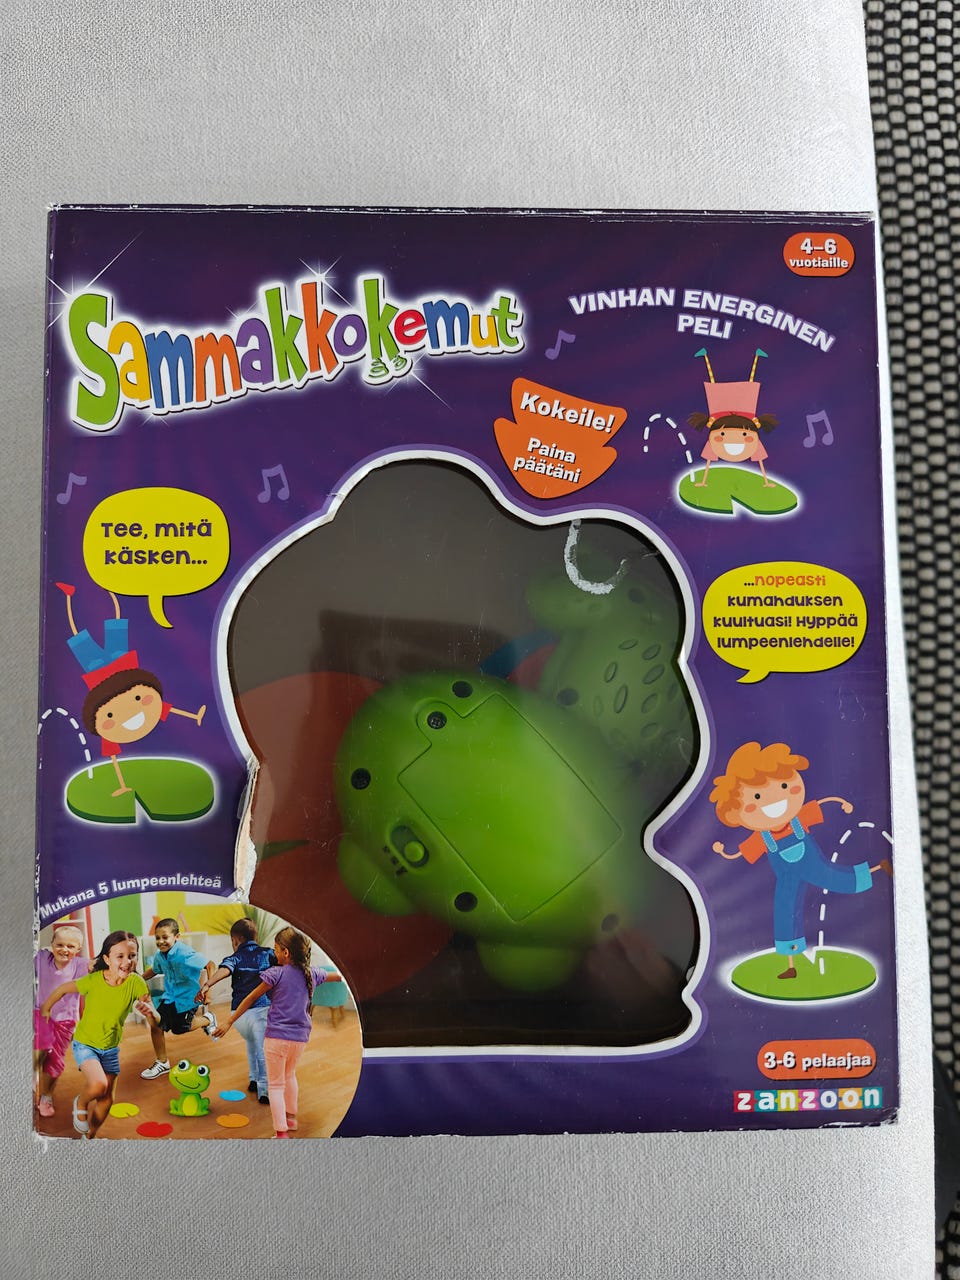 4-6
vuotiaille
Sammakkokemut
VINHAN ENERGINEN
PELI
Kokeile!
Paina
päätäni
Tee, mitä
käsken...
...nopeasti
kumahduksen
kuultuasi! Hyppää
lumpeenlehdelle!
Mukana 5 lumpeenlehteä
3-6 pelaajaa
zanzoon